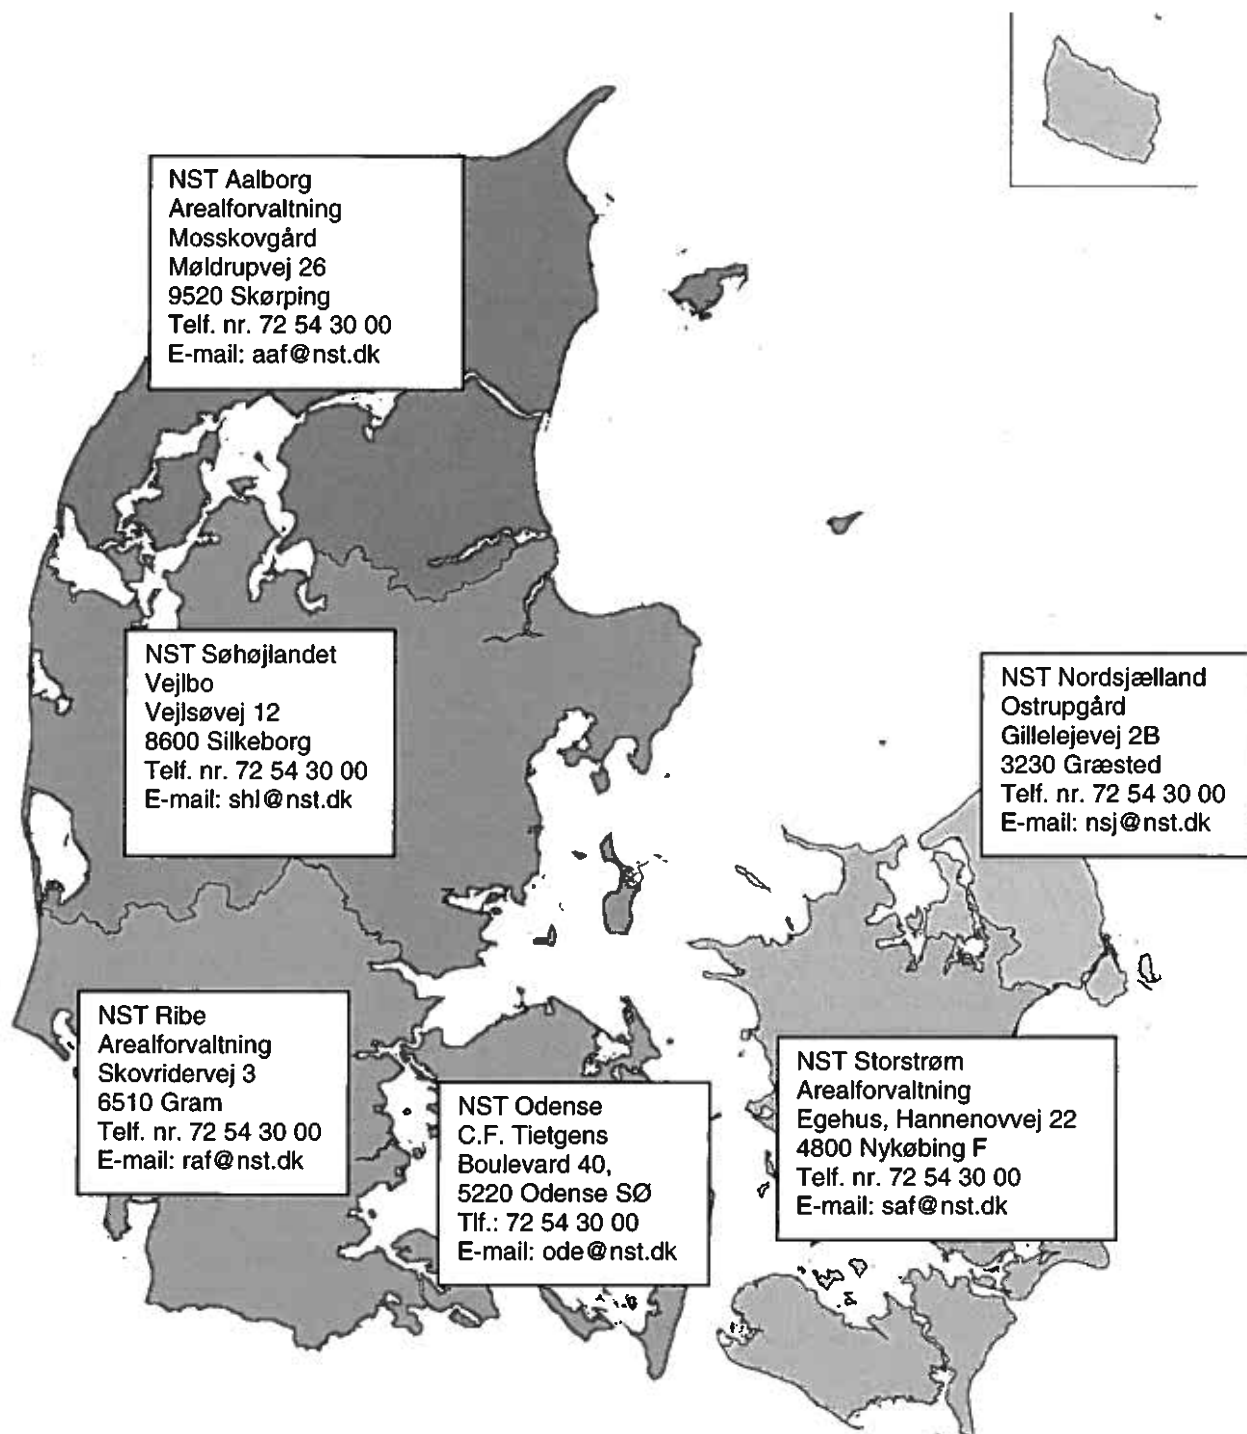 NST Aalborg
Arealforvaltning
Mosskovgård
Møldrupvej 26
9520 Skørping
Telf. nr. 72 54 30 00
E-mail: aaf@nst.dk
NST Søhøjlandet
Vejlbo
Vejlsøvej 12
8600 Silkeborg
Telf. nr. 72 54 30 00
E-mail: shl@nst.dk
NST Nordsjælland
Ostrupgård
Gillelejevej 2B
3230 Græsted
Telf. nr. 72 54 30 00
E-mail: nsj@nst.dk
NST Ribe
Arealforvaltning
Skovridervej 3
6510 Gram
Telf. nr. 72 54 30 00
E-mail: raf@nst.dk
NST Odense
C.F. Tietgens
Boulevard 40,
5220 Odense SØ
Tlf.: 72 54 30 00
E-mail: ode@nst.dk
NST Storstrøm
Arealforvaltning
Egehus, Hannenovvej 22
4800 Nykøbing F
Telf. nr. 72 54 30 00
E-mail: saf@nst.dk